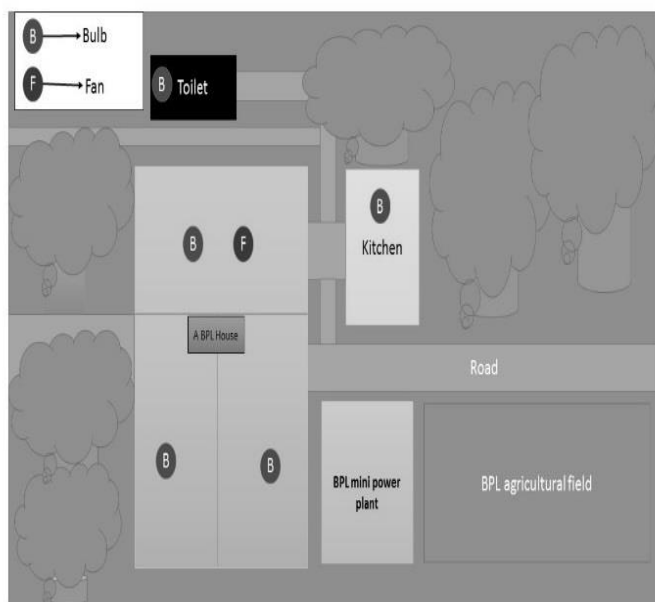 B Bulb
F Fan
B Toilet
B
Kitchen
B F
A BPL House
Road
B B
BPL mini power
plant
BPL agricultural field